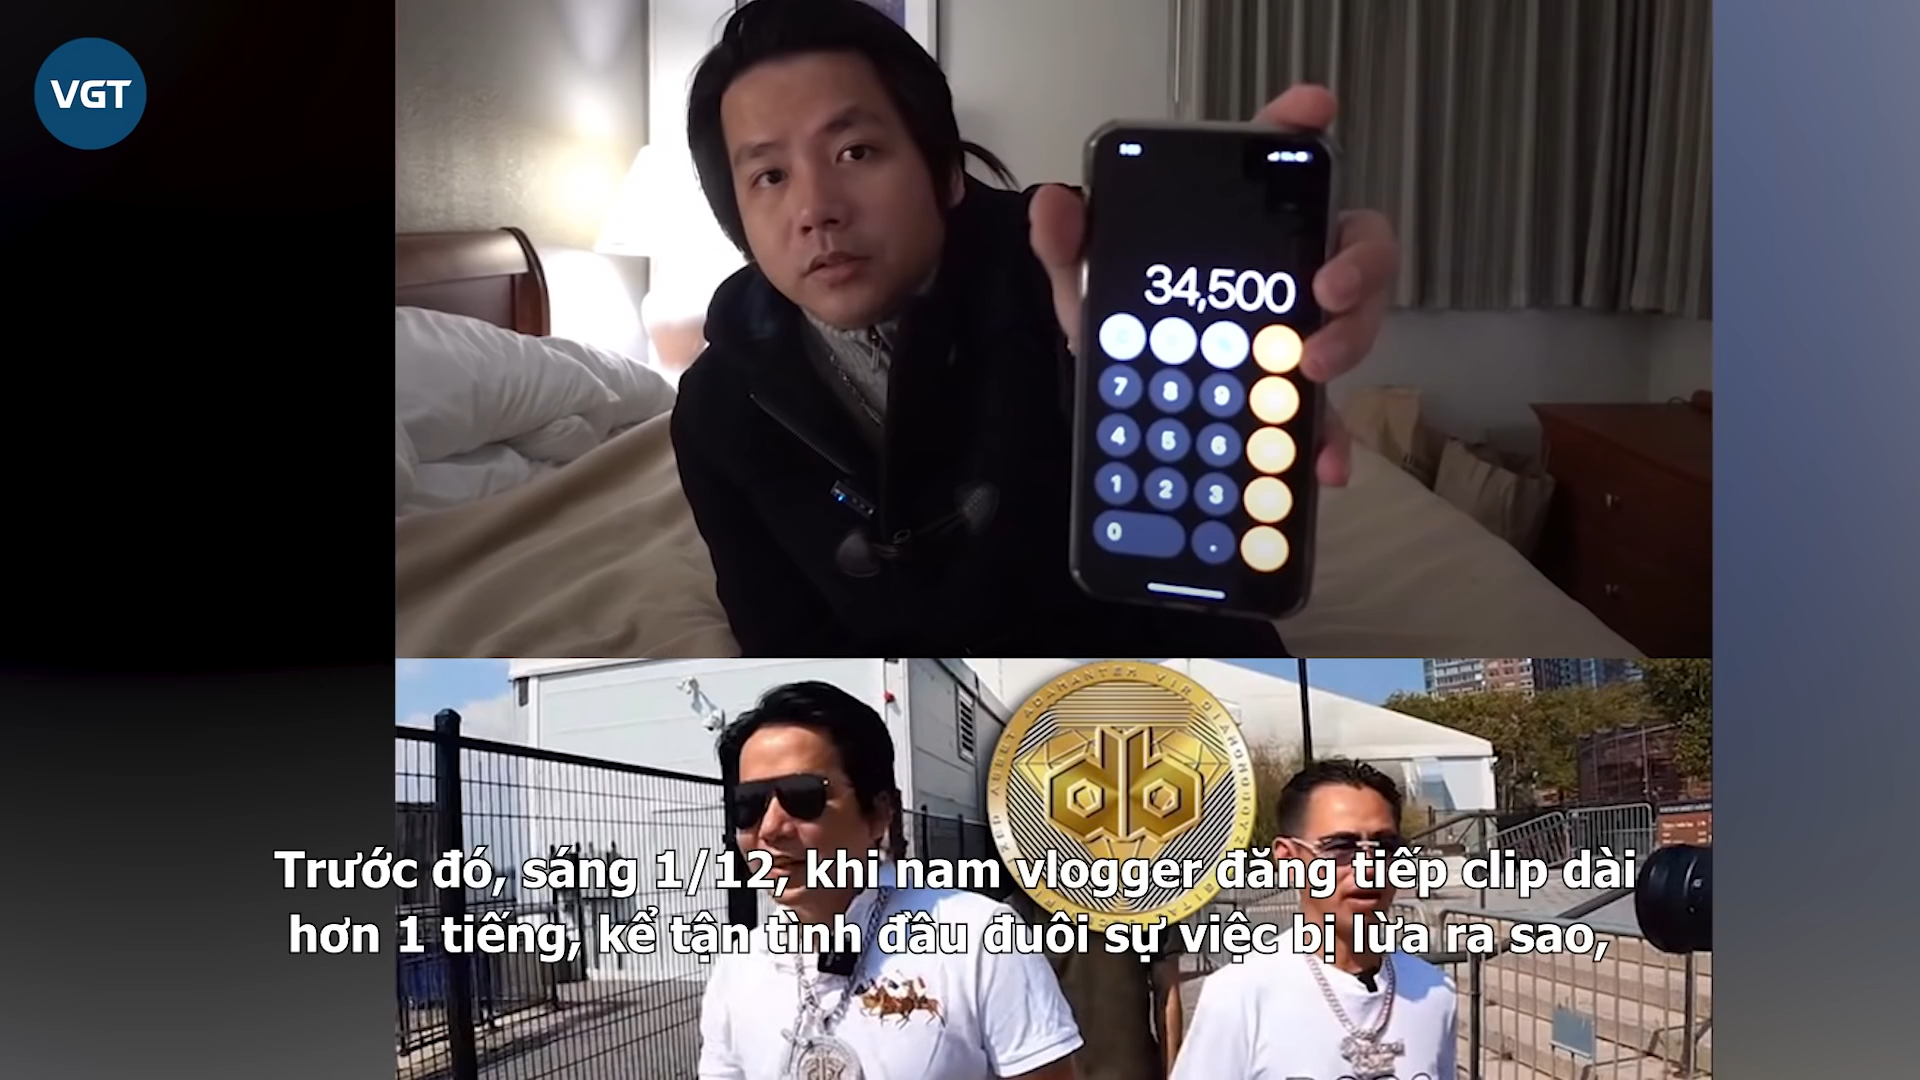 VGT
34,500
7 8 9
4 5 6
1 2 3
0 .
ADAMANTEM VIR
Trước đó, sáng 1/12, khi nam vlogger đăng tiếp clip dài
hơn 1 tiếng, kể tận tình đầu đuôi sự việc bị lừa ra sao,